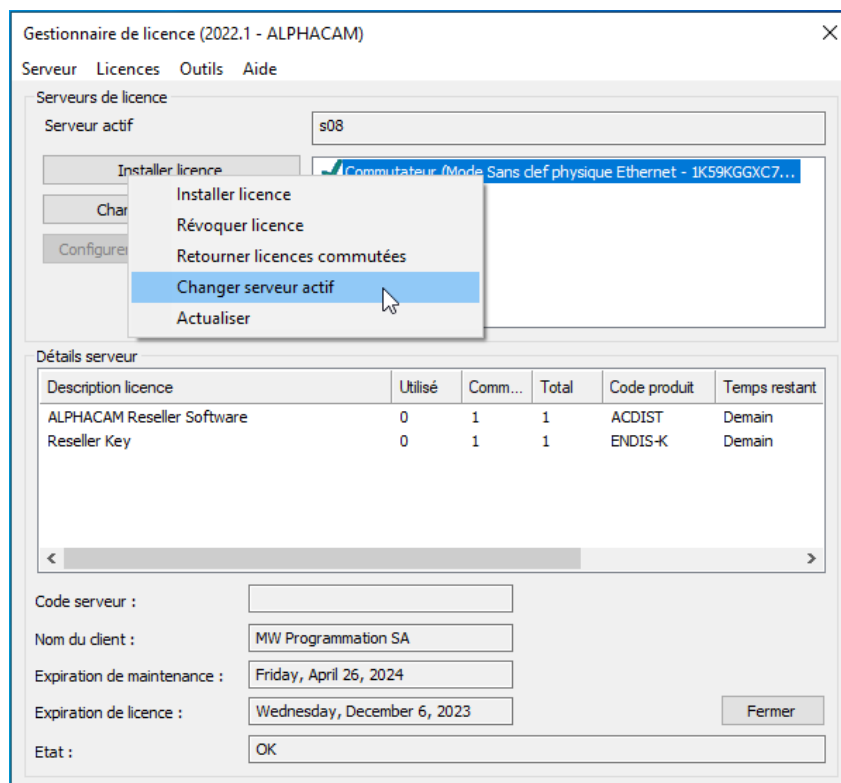 Gestionnaire de licence (2022.1 - ALPHACAM)
Serveur Licences Outils Aide
Serveurs de licence
Serveur actif s08
Installer licence Commutateur (Mode Sans clef physique Ethernet - 1K59KGGXC7...
Installer licence
Char
Révoquer licence
Configurer
Retourner licences commutées
Changer serveur actif
Actualiser
Détails serveur
Description licence Utilisé Comm... Total Code produit Temps restant
ALPHACAM Reseller Software 0 1 1 ACDIST Demain
Reseller Key 0 1 1 ENDIS-K Demain
Code serveur :
Nom du client : MW Programmation SA
Expiration de maintenance : Friday, April 26, 2024
Expiration de licence : Wednesday, December 6, 2023
Fermer
Etat : OK